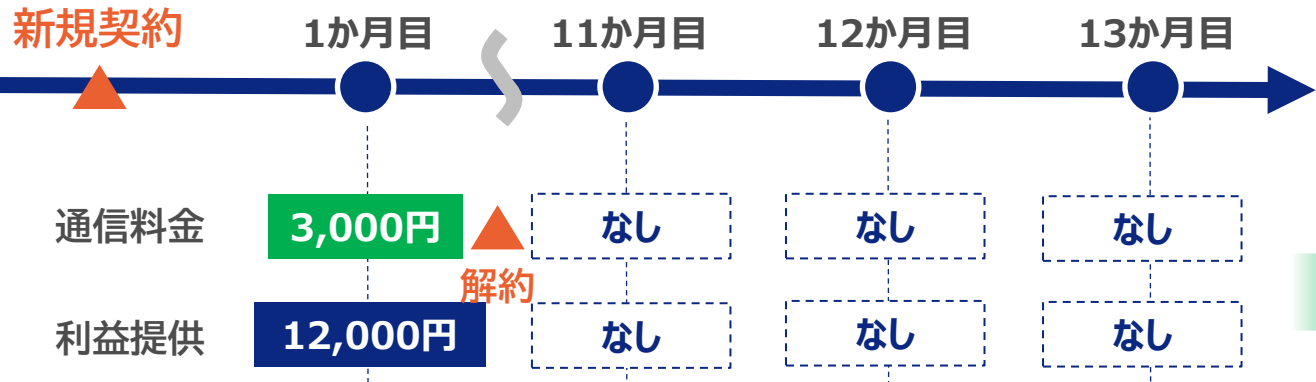 新規契約 1か月目 11か月目 12か月目 13か月目
通信料金 3,000円 なし なし なし
解約
利益提供 12,000円 なし なし なし